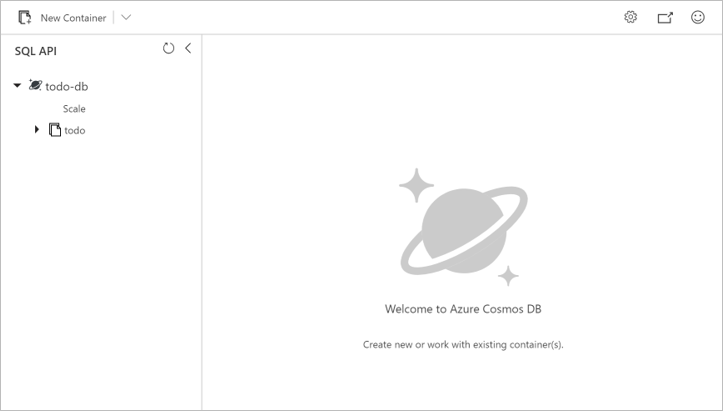 New Container
SQL API
todo-db
Scale
todo
Welcome to Azure Cosmos DB
Create new or work with existing container(s).